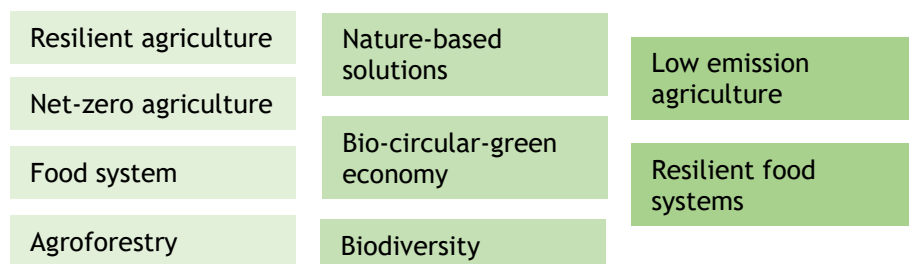 Resilient agriculture
Net-zero agriculture
Food system
Agroforestry
Nature-based
solutions
Bio-circular-green
economy
Biodiversity
Low emission
agriculture
Resilient food
systems